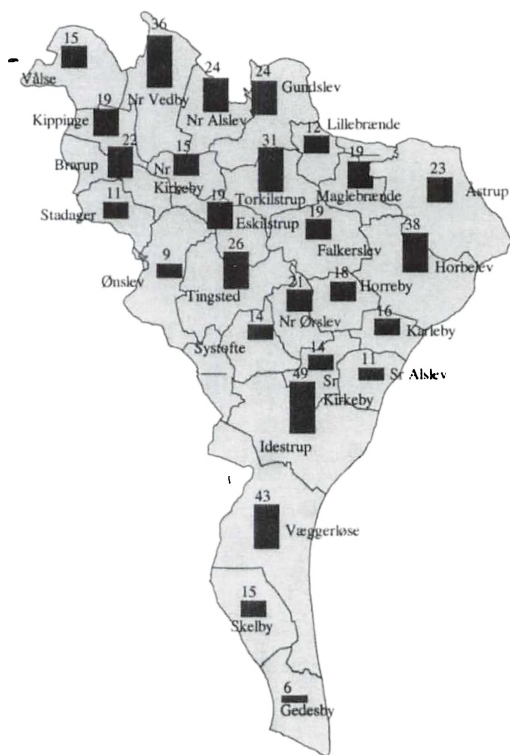 36
15
Vålse
Nr Vedby
24
Nr Alslev
24
Gundslev
19
Kippinge
12
Lillebrænde
22
Brarup
15
Nr
Kirkeby
31
Torkilstrup
19
Maglebrænde
23
Åstrup
11
Stadager
19
Eskilstrup
19
Falkerslev
38
Horbelev
9
Ønslev
26
Tingsted
21
Nr Ørslev
18
Horreby
14
Systofte
16
Karleby
14
Sr
Kirkeby
11
Sr Alslev
49
Idestrup
43
Væggerløse
15
Skelby
6
Gedesby